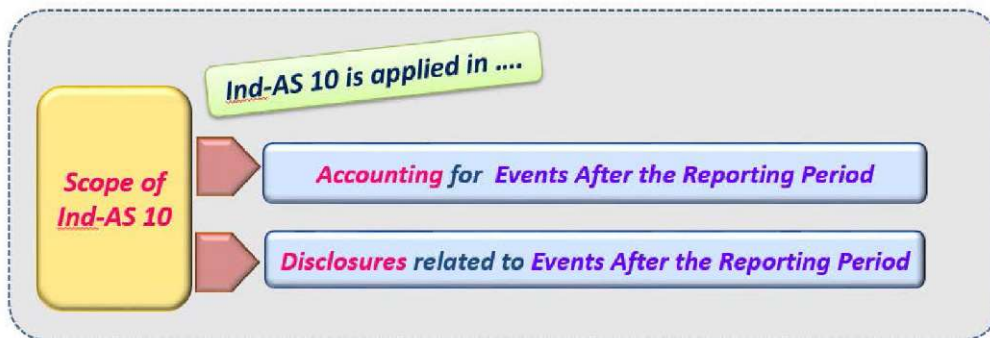 Ind-AS 10 is applied in ....
Scope of
Ind-AS 10
Accounting for Events After the Reporting Period
Disclosures related to Events After the Reporting Period